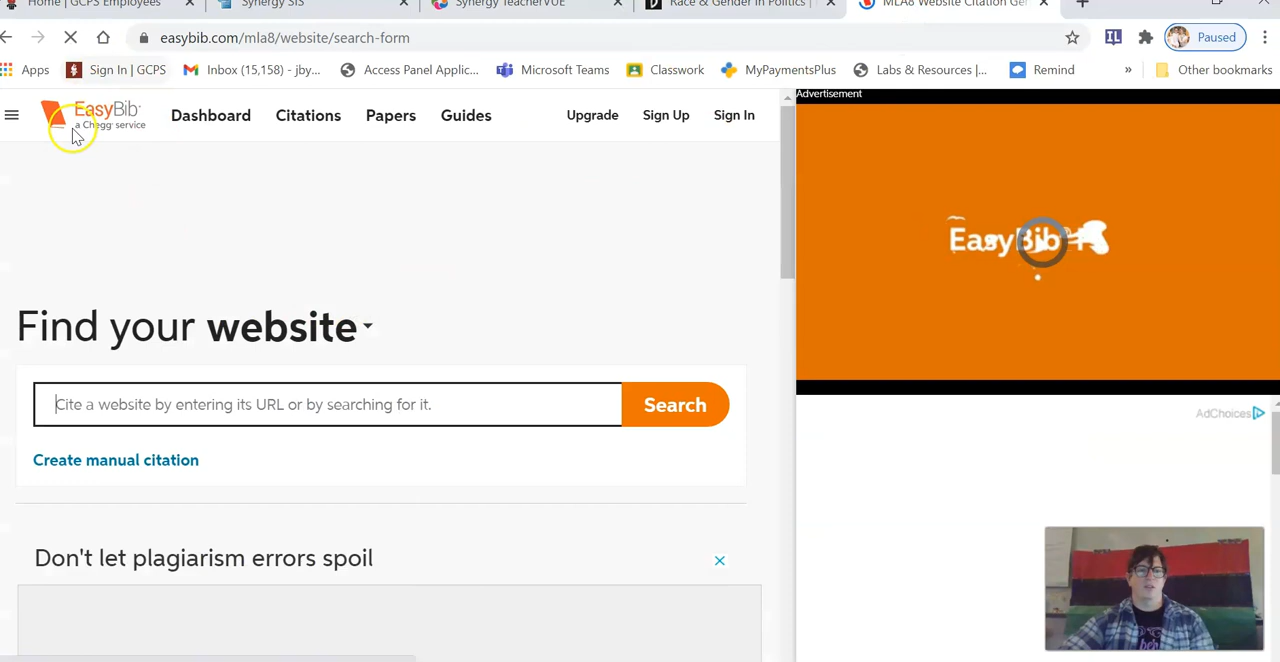 Home | GCPS Employees
Synergy SIS
Synergy TeacherVUE
Race & Gender in Politics |
MLA8 Website Citation Gen
easybib.com/mla8/website/search-form
Paused
Apps
Sign In | GCPS
Inbox (15,158) - jby...
Access Panel Applic...
Microsoft Teams
Classwork
MyPaymentsPlus
Labs & Resources |...
Remind
»
Other bookmarks
EasyBib
a Chegg service
Dashboard
Citations
Papers
Guides
Upgrade
Sign Up
Sign In
Advertisement
EasyBib
Find your website
Cite a website by entering its URL or by searching for it.
Search
Create manual citation
AdChoices
Don't let plagiarism errors spoil